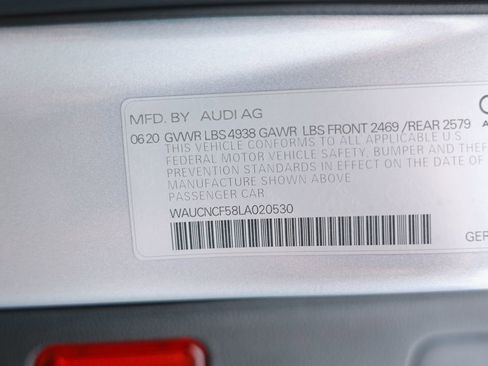 MFD. BY AUDI AG
0620 GVWR LBS 4938 GAWR LBS FRONT 2469 /REAR 2579
THIS VEHICLE CONFORMS TO ALL APPLICABLE U.S
FEDERAL MOTOR VEHICLE SAFETY, BUMPER AND THEF
PREVENTION STANDARDS IN EFFECT ON THE DATE OF
MANUFACTURE SHOWN ABOVE
PASSENGER CAR
WAUCNCF58LA020530
GER